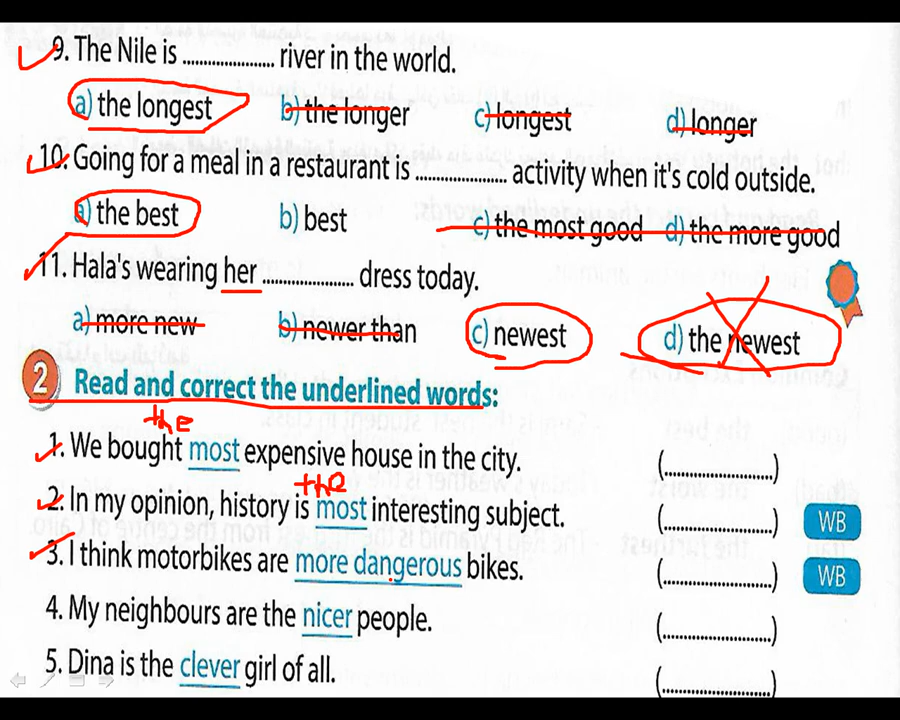 9. The Nile is ..................... river in the world.
a) the longest b) the longer c) longest d) longer
10. Going for a meal in a restaurant is ..................... activity when it's cold outside.
a) the best b) best c) the most good d) the more good
11. Hala's wearing her ..................... dress today.
a) more new b) newer than c) newest d) the newest
2 Read and correct the underlined words:
the
1. We bought most expensive house in the city. (.........................)
the
2. In my opinion, history is most interesting subject. (.........................) WB
3. I think motorbikes are more dangerous bikes. (.........................) WB
4. My neighbours are the nicer people. (.........................)
5. Dina is the clever girl of all. (.........................)